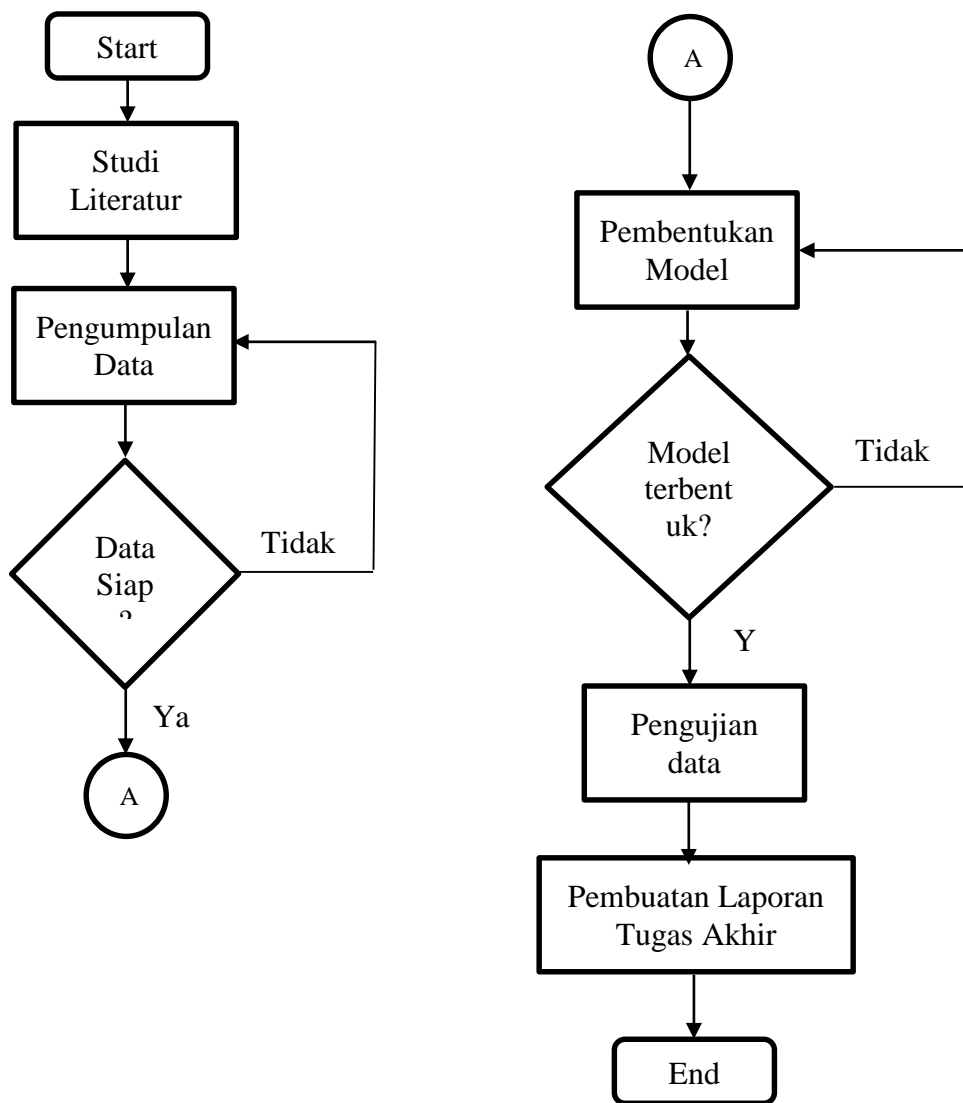 Start
Studi
Literatur
Pengumpulan
Data
Data
Siap
?
Tidak
Ya
A
A
Pembentukan
Model
Model
terbent
uk?
Tidak
Y
Pengujian
data
Pembuatan Laporan
Tugas Akhir
End